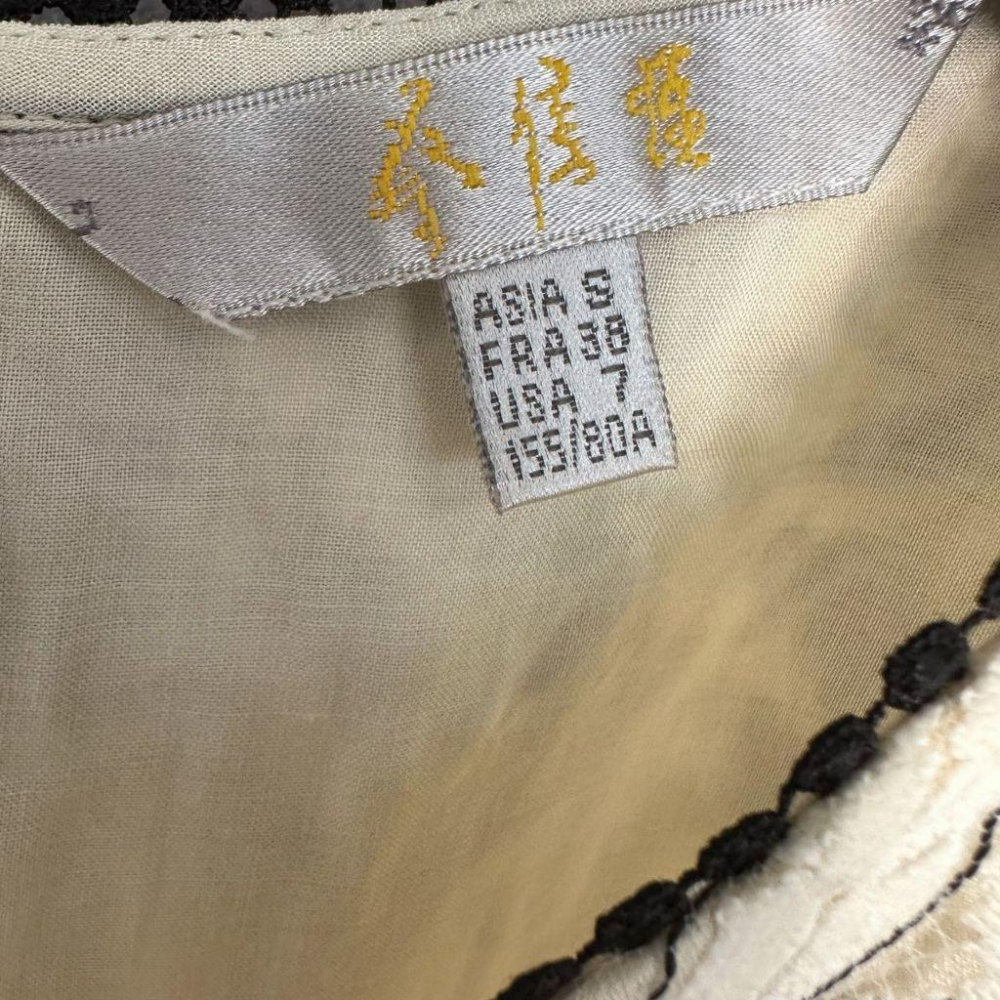 ASIA S
FRA 38
USA 7
155/80A